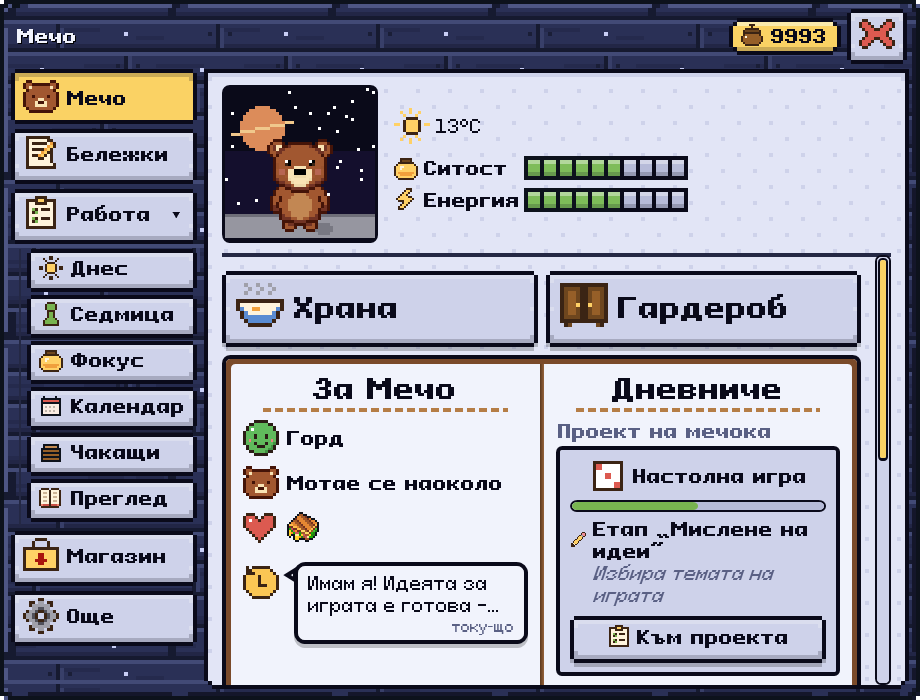 Мечо
9993
Мечо
Бележки
Работа
Днес
Седмица
Фокус
Календар
Чакащи
Преглед
Магазин
Още
13°C
Ситост
Енергия
Храна
Гардероб
За Мечо
Горд
Мотае се наоколо
Имам я! Идеята за
играта е готова –...
току-що
Дневниче
Проект на мечока
Настолна игра
Етап „Мислене на
идеи“
Избира темата на
играта
Към проекта